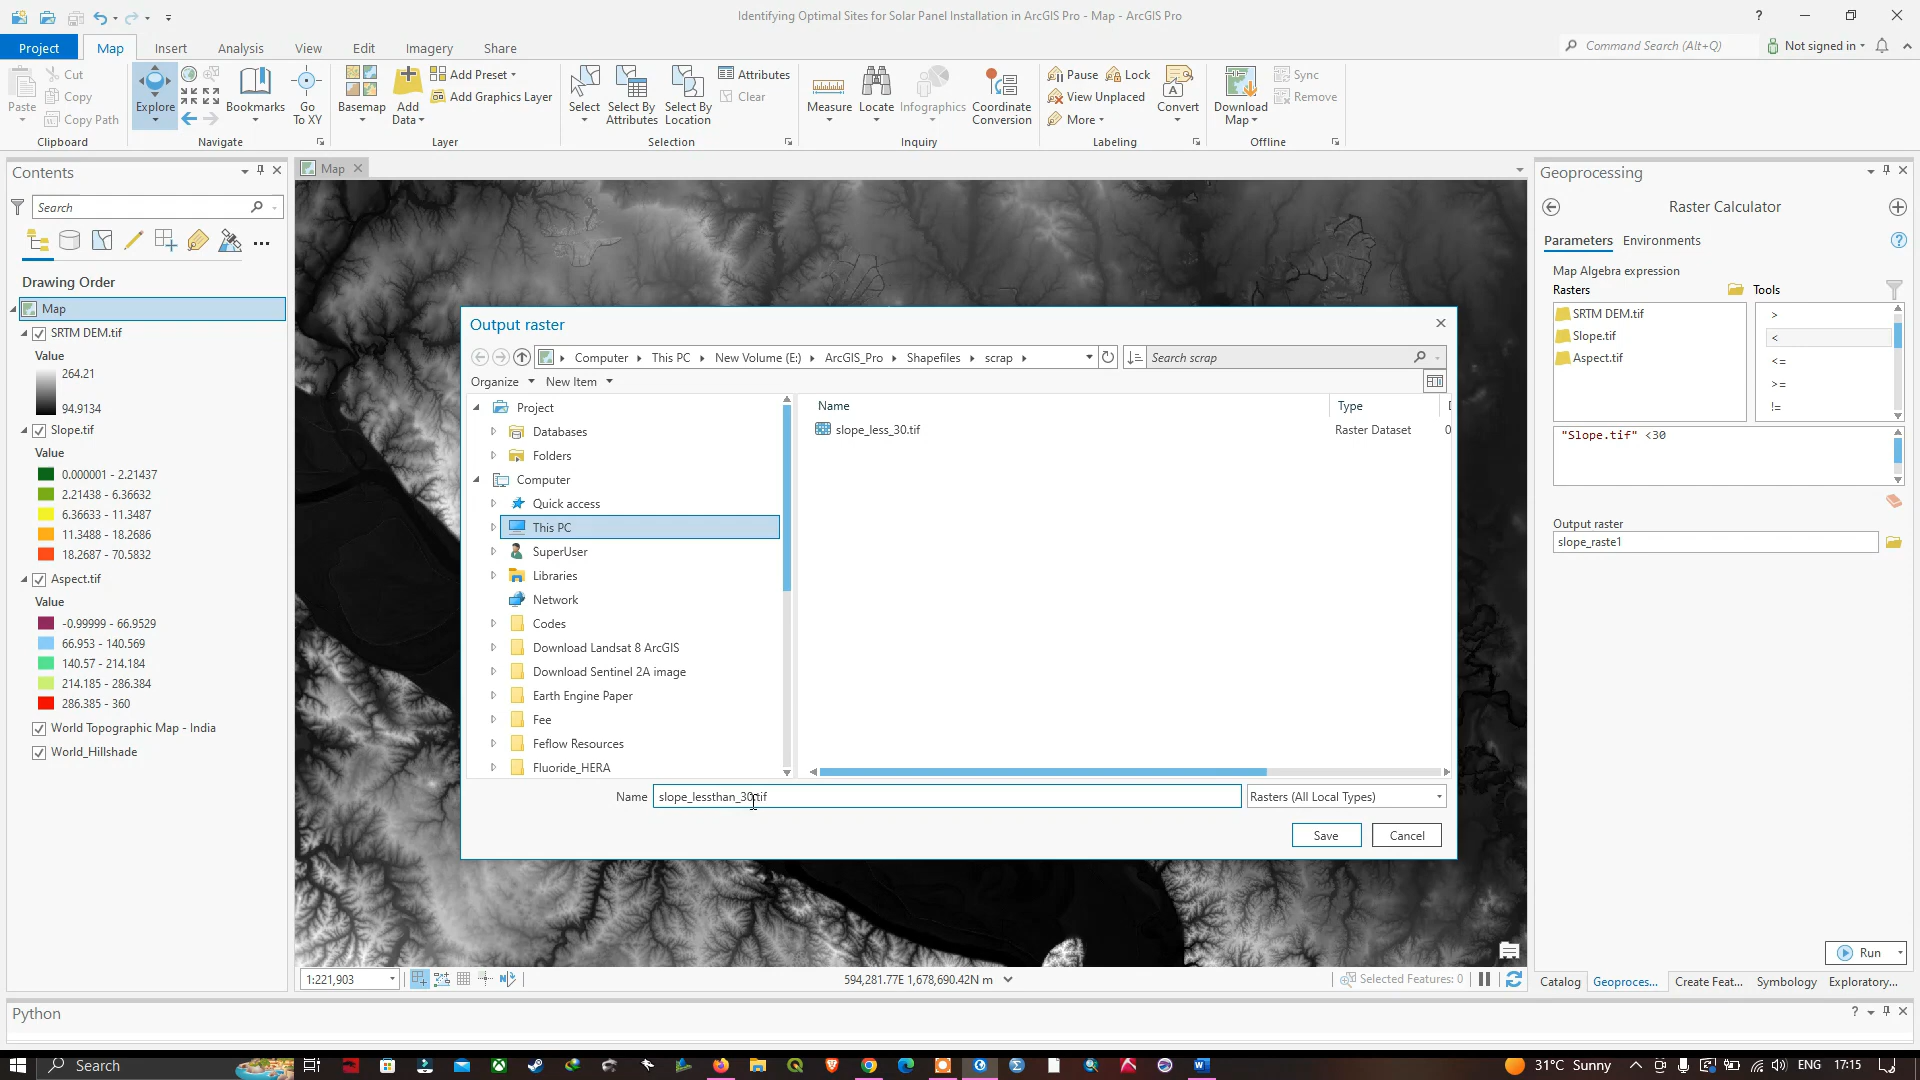 Identifying Optimal Sites for Solar Panel Installation in ArcGIS Pro - Map - ArcGIS Pro
?
Project
Map
Insert
Analysis
View
Edit
Imagery
Share
Command Search (Alt+Q)
Not signed in
Paste
Cut
Copy
Copy Path
Clipboard
Explore
Bookmarks
Go To XY
Navigate
Basemap
Add Data
Add Preset
Add Graphics Layer
Layer
Select
Select By Attributes
Select By Location
Attributes
Clear
Selection
Measure
Locate
Infographics
Coordinate Conversion
Inquiry
Pause
Lock
View Unplaced
More
Convert
Labeling
Download Map
Sync
Remove
Offline
Contents
Search
Drawing Order
Map
SRTM DEM.tif
Value
264.21
94.9134
Slope.tif
Value
0.000001 - 2.21437
2.21438 - 6.36632
6.36633 - 11.3487
11.3488 - 18.2686
18.2687 - 70.5832
Aspect.tif
Value
-0.99999 - 66.9529
66.953 - 140.569
140.57 - 214.184
214.185 - 286.384
286.385 - 360
World Topographic Map - India
World_Hillshade
Map
Output raster
Computer
This PC
New Volume (E:)
ArcGIS_Pro
Shapefiles
scrap
Search scrap
Organize
New Item
Project
Databases
Folders
Computer
Quick access
This PC
SuperUser
Libraries
Network
Codes
Download Landsat 8 ArcGIS
Download Sentinel 2A image
Earth Engine Paper
Fee
Feflow Resources
Fluoride_HERA
Name
Type
slope_less_30.tif
Raster Dataset
0
Name
slope_lessthan_30.tif
Rasters (All Local Types)
Save
Cancel
1:221,903
594,281.77E 1,678,690.42N m
Selected Features: 0
Geoprocessing
Raster Calculator
Parameters
Environments
?
Map Algebra expression
Rasters
Tools
SRTM DEM.tif
Slope.tif
Aspect.tif
>
<
<=
>=
!=
"Slope.tif" <30
Output raster
slope_raste1
Run
Catalog
Geoproces...
Create Feat...
Symbology
Exploratory...
Python
?
Search
31°C Sunny
ENG
17:15